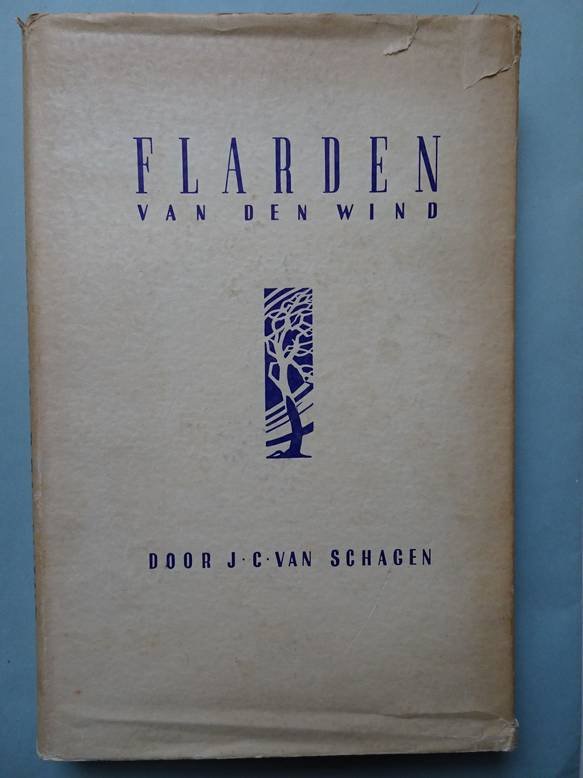 FLARDEN
VAN DEN WIND
DOOR J·C·VAN SCHAGEN